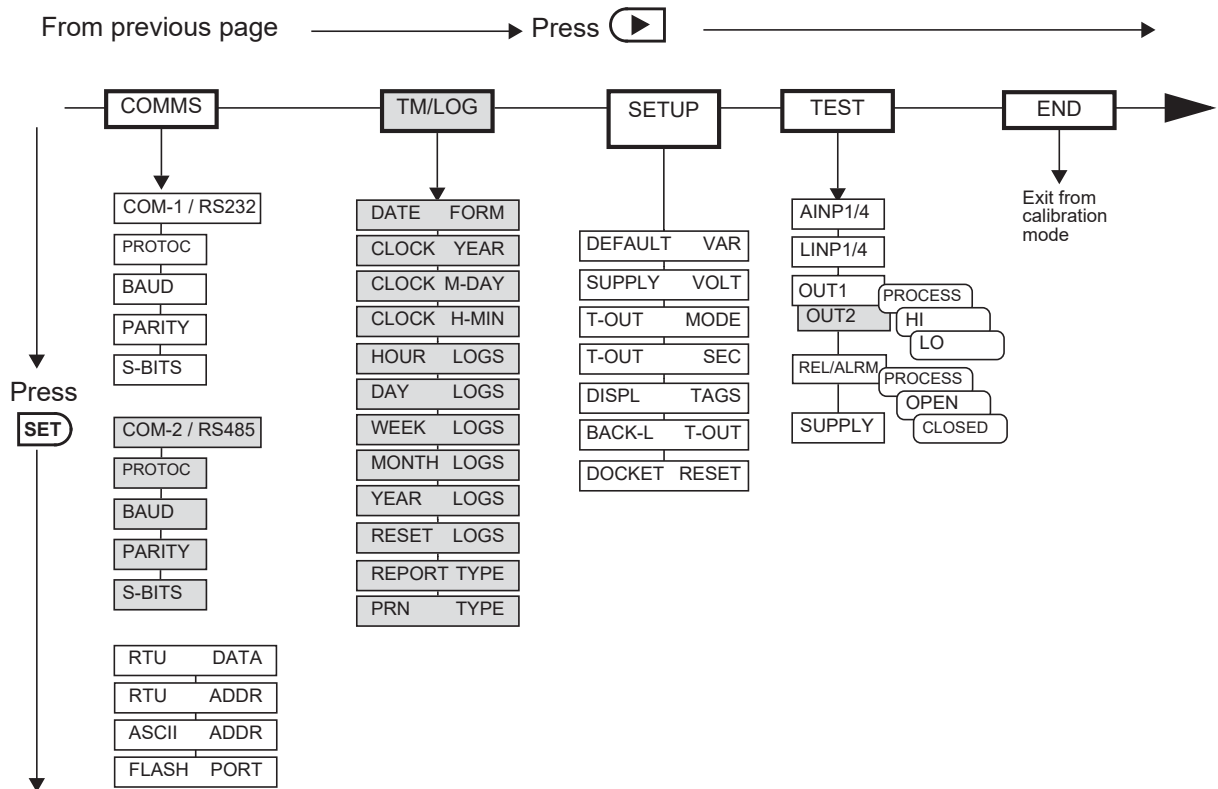 From previous page
Press
COMMS
TM/LOG
SETUP
TEST
END
Press
SET
COM-1 / RS232
PROTOC
BAUD
PARITY
S-BITS
COM-2 / RS485
PROTOC
BAUD
PARITY
S-BITS
RTU DATA
RTU ADDR
ASCII ADDR
FLASH PORT
DATE FORM
CLOCK YEAR
CLOCK M-DAY
CLOCK H-MIN
HOUR LOGS
DAY LOGS
WEEK LOGS
MONTH LOGS
YEAR LOGS
RESET LOGS
REPORT TYPE
PRN TYPE
DEFAULT VAR
SUPPLY VOLT
T-OUT MODE
T-OUT SEC
DISPL TAGS
BACK-L T-OUT
DOCKET RESET
AINP1/4
LINP1/4
OUT1
OUT2
PROCESS
HI
LO
REL/ALRM
PROCESS
OPEN
CLOSED
SUPPLY
Exit from
calibration
mode